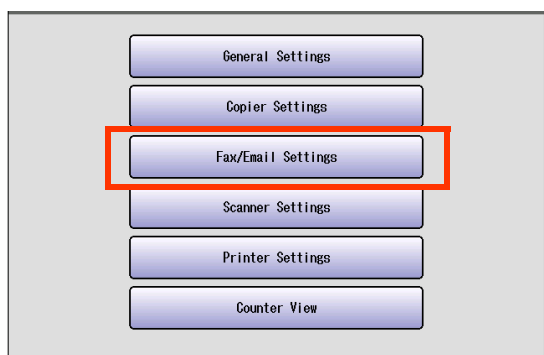 General Settings
Copier Settings
Fax/Email Settings
Scanner Settings
Printer Settings
Counter View